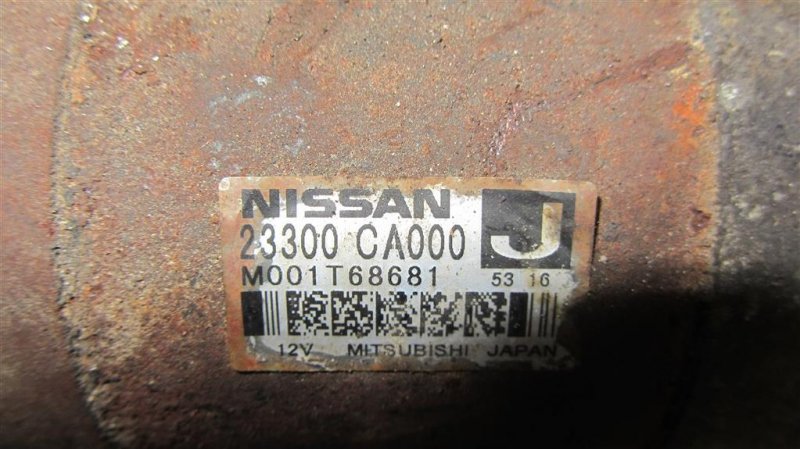 NISSAN
23300 CA000 J
M001T68681 53 16
12V MITSUBISHI JAPAN